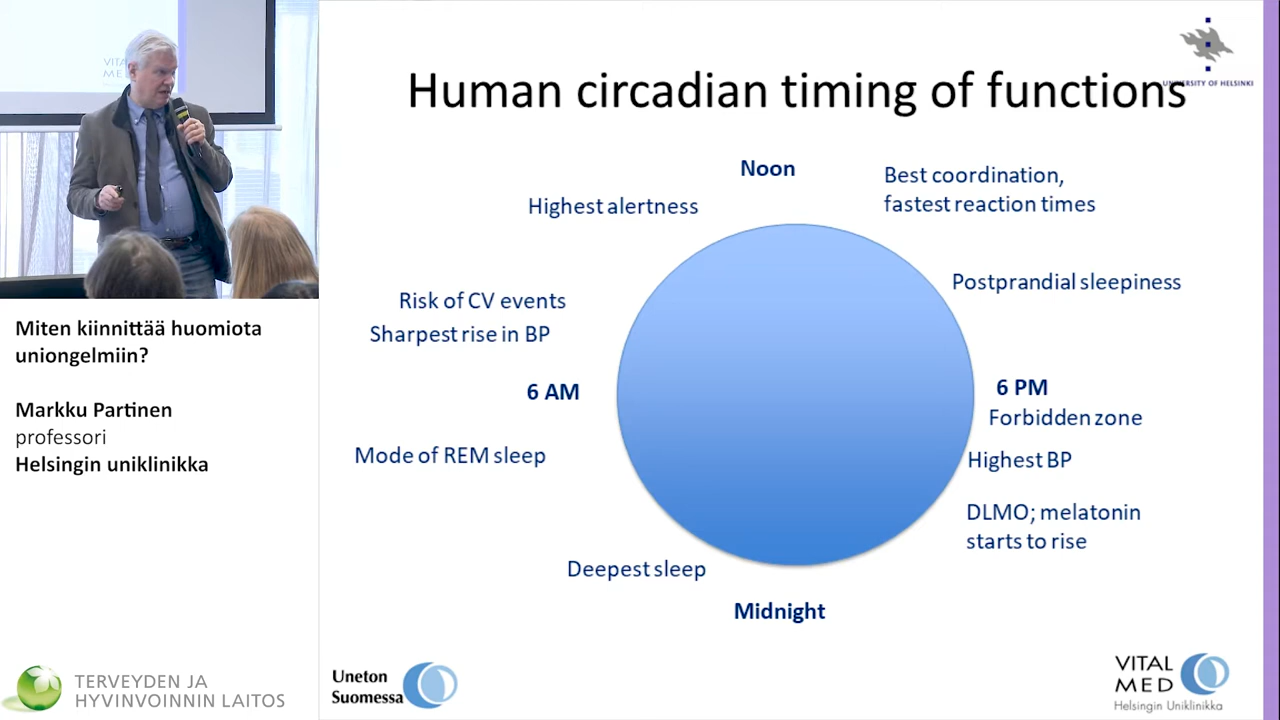 VITAL
MED
Miten kiinnittää huomiota
uniongelmiin?
Markku Partinen
professori
Helsingin uniklinikka
TERVEYDEN JA
HYVINVOINNIN LAITOS
UNIVERSITY OF HELSINKI
Human circadian timing of functions
Noon
Best coordination,
fastest reaction times
Highest alertness
Postprandial sleepiness
Risk of CV events
Sharpest rise in BP
6 AM
6 PM
Forbidden zone
Mode of REM sleep
Highest BP
DLMO; melatonin
starts to rise
Deepest sleep
Midnight
Uneton
Suomessa
VITAL
MED
Helsingin Uniklinikka